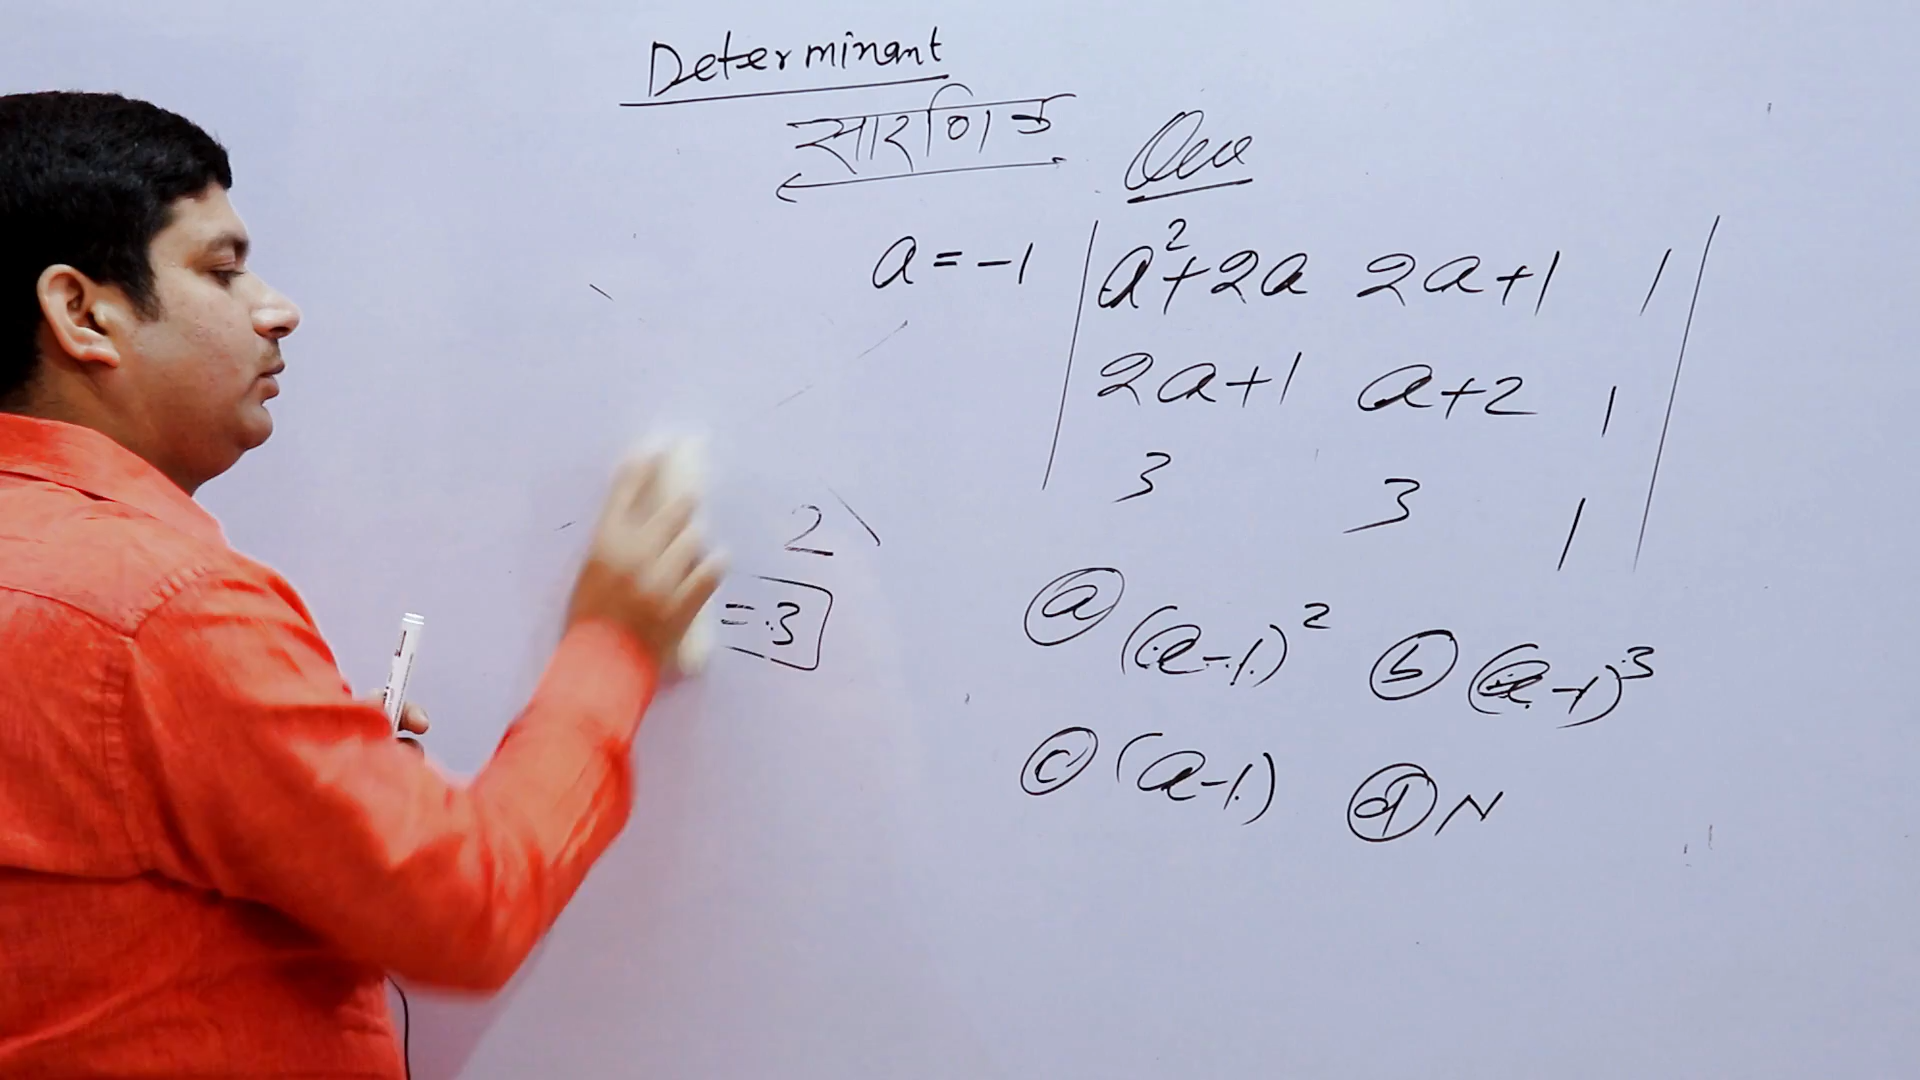 Determinant
सारणिक
Que
a = -1 | a²+2a 2a+1 1 |
2a+1 a+2 1
3 3 1
2
= 3
(a) (a-1)² (b) (a-1)³
(c) (a-1) (d) N